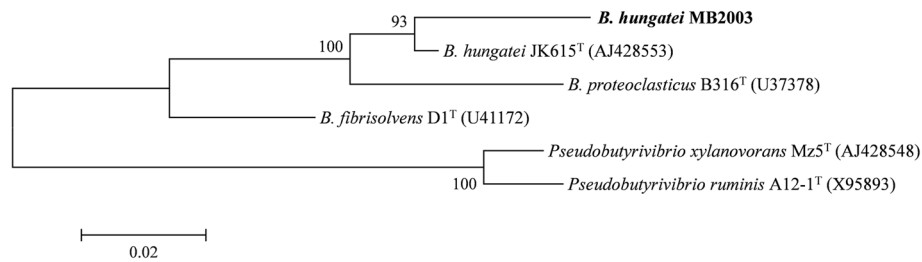 93
B. hungatei MB2003
100
B. hungatei JK615ᵀ (AJ428553)
B. proteoclasticus B316ᵀ (U37378)
B. fibrisolvens D1ᵀ (U41172)
Pseudobutyrivibrio xylanovorans Mz5ᵀ (AJ428548)
100
Pseudobutyrivibrio ruminis A12-1ᵀ (X95893)
0.02